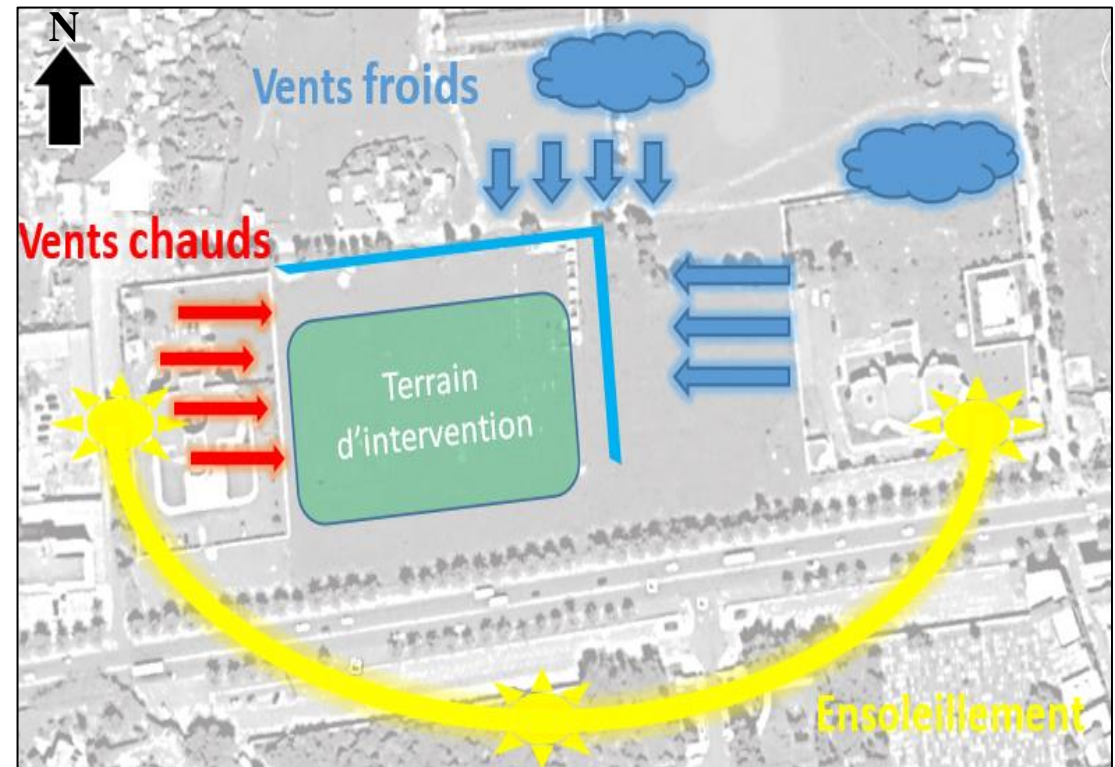 N
Vents froids
Vents chauds
Terrain
d'intervention
Ensoleillement